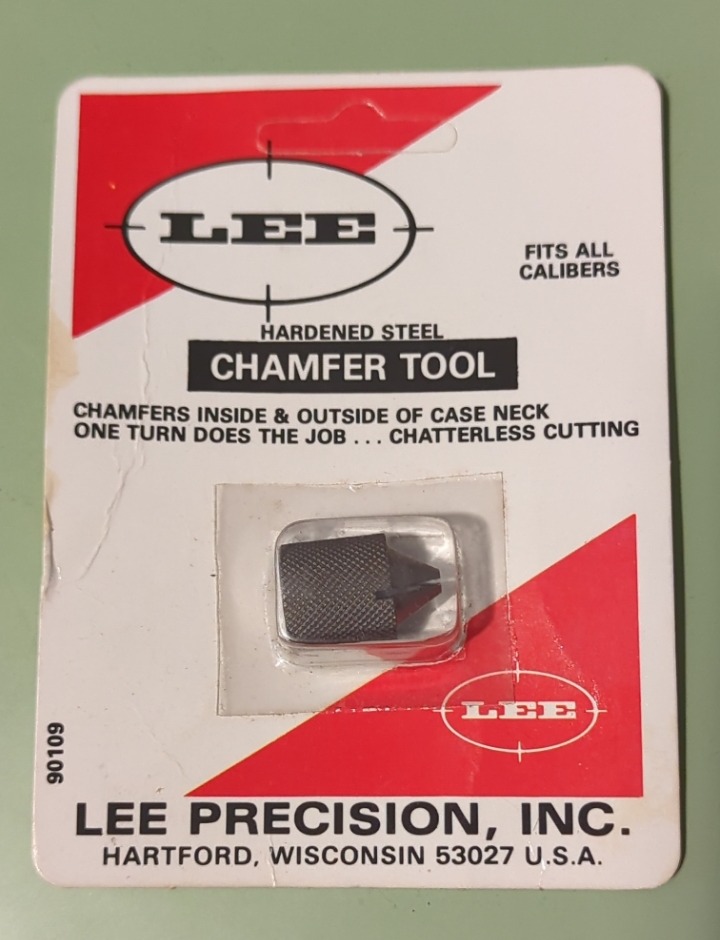 LEE
FITS ALL
CALIBERS
HARDENED STEEL
CHAMFER TOOL
CHAMFERS INSIDE & OUTSIDE OF CASE NECK
ONE TURN DOES THE JOB . . . CHATTERLESS CUTTING
LEE
90109
LEE PRECISION, INC.
HARTFORD, WISCONSIN 53027 U.S.A.